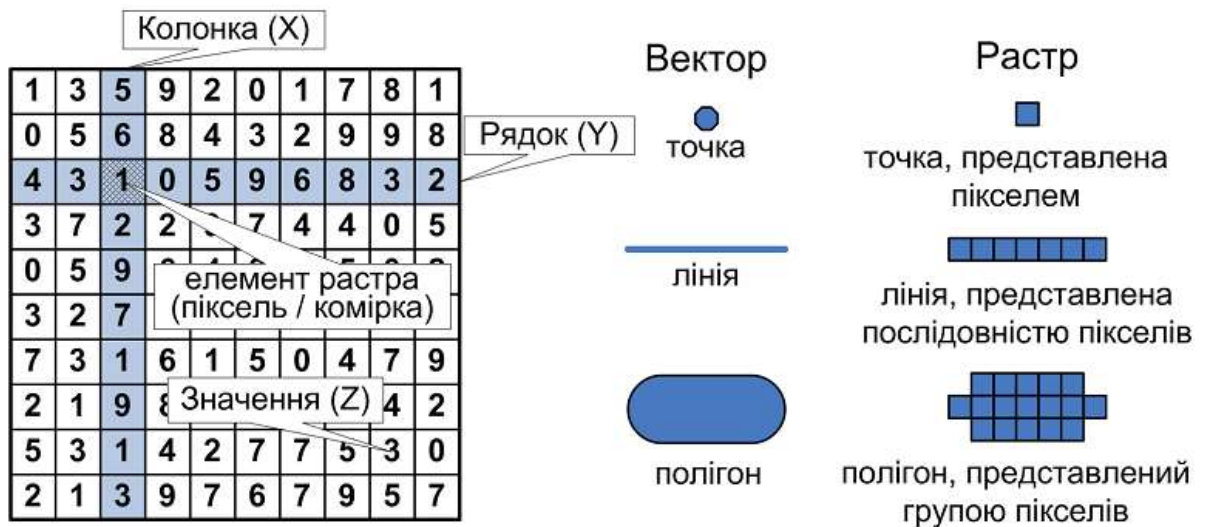 Колонка (X)
1 3 5 9 2 0 1 7 8 1
0 5 6 8 4 3 2 9 9 8
Рядок (Y)
4 3 1 0 5 9 6 8 3 2
3 7 2 2 7 4 4 0 5
0 5 9
елемент растра
(піксель / комірка)
3 2 7
7 3 1 6 1 5 0 4 7 9
2 1 9 4 2
Значення (Z)
5 3 1 4 2 7 7 5 3 0
2 1 3 9 7 6 7 9 5 7
Вектор
точка
лінія
полігон
Растр
точка, представлена
пікселем
лінія, представлена
послідовністю пікселів
полігон, представлений
групою пікселів